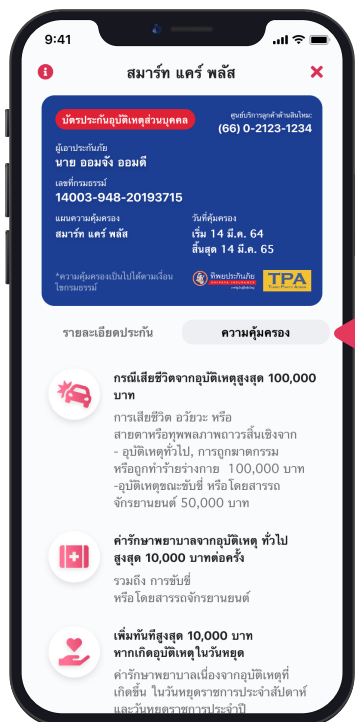 9:41
สมาร์ท แคร์ พลัส
บัตรประกันอุบัติเหตุส่วนบุคคล
ศูนย์บริการลูกค้าด้านสินไหม:
(66) 0-2123-1234
ผู้เอาประกันภัย
นาย ออมจัง ออมดี
เลขที่กรมธรรม์
14003-948-20193715
แผนความคุ้มครอง
วันที่คุ้มครอง
สมาร์ท แคร์ พลัส
เริ่ม 14 มี.ค. 64
สิ้นสุด 14 มี.ค. 65
*ความคุ้มครองเป็นไปได้ตามเงื่อน
ไขกรมธรรม์
ทิพยประกันภัย
DHIPAYA INSURANCE
TPA
รายละเอียดประกัน
ความคุ้มครอง
กรณีเสียชีวิตจากอุบัติเหตุสูงสุด 100,000
บาท
การเสียชีวิต อวัยวะ หรือ
สายตาหรือทุพพลภาพถาวรสิ้นเชิงจาก
- อุบัติเหตุทั่วไป, การถูกฆาตกรรม
หรือถูกทำร้ายร่างกาย 100,000 บาท
-อุบัติเหตุขณะขับขี่ หรือโดยสารรถ
จักรยานยนต์ 50,000 บาท
ค่ารักษาพยาบาลจากอุบัติเหตุ ทั่วไป
สูงสุด 10,000 บาทต่อครั้ง
รวมถึง การขับขี่
หรือโดยสารรถจักรยานยนต์
เพิ่มทันทีสูงสุด 10,000 บาท
หากเกิดอุบัติเหตุในวันหยุด
ค่ารักษาพยาบาลเนื่องจากอุบัติเหตุที่
เกิดขึ้น ในวันหยุดราชการประจำสัปดาห์
และวันหยุดราชการประจำปี